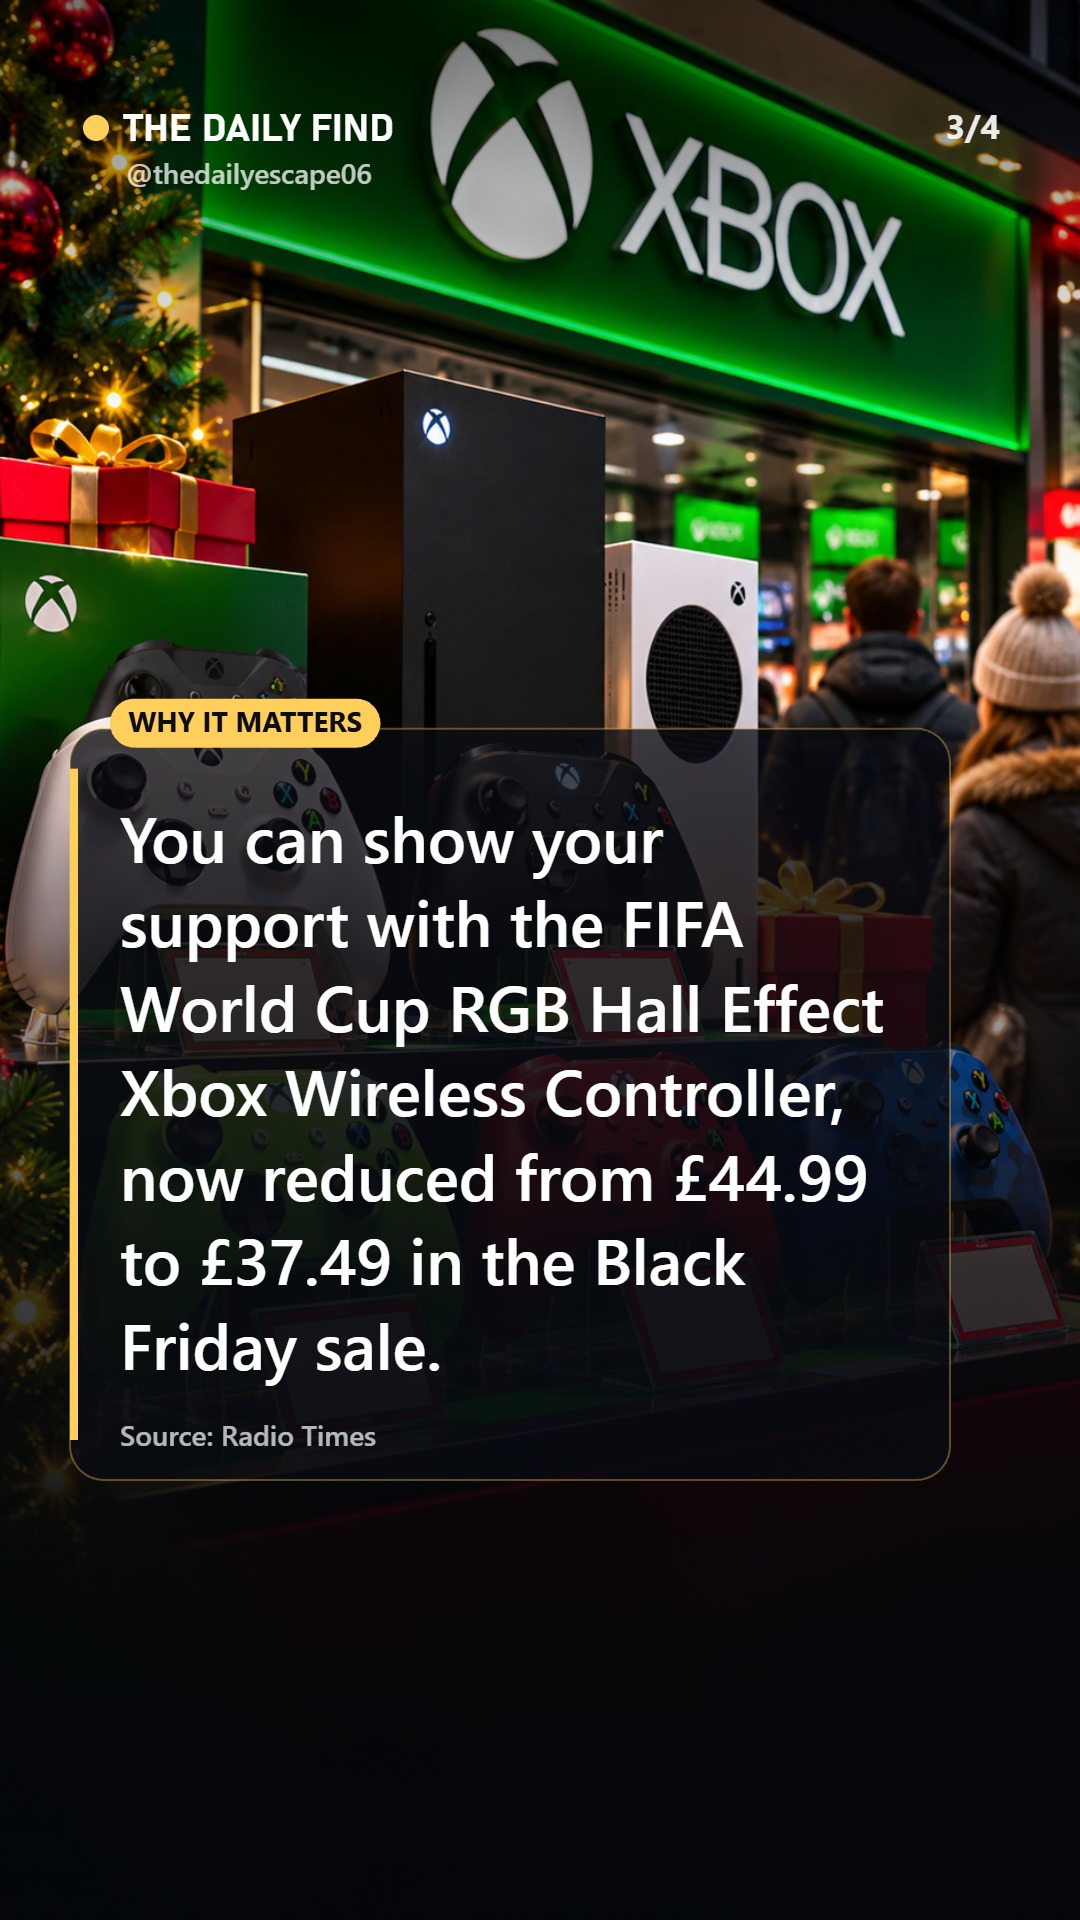 THE DAILY FIND
@thedailyescape06
3/4
XBOX
WHY IT MATTERS
You can show your
support with the FIFA
World Cup RGB Hall Effect
Xbox Wireless Controller,
now reduced from £44.99
to £37.49 in the Black
Friday sale.
Source: Radio Times